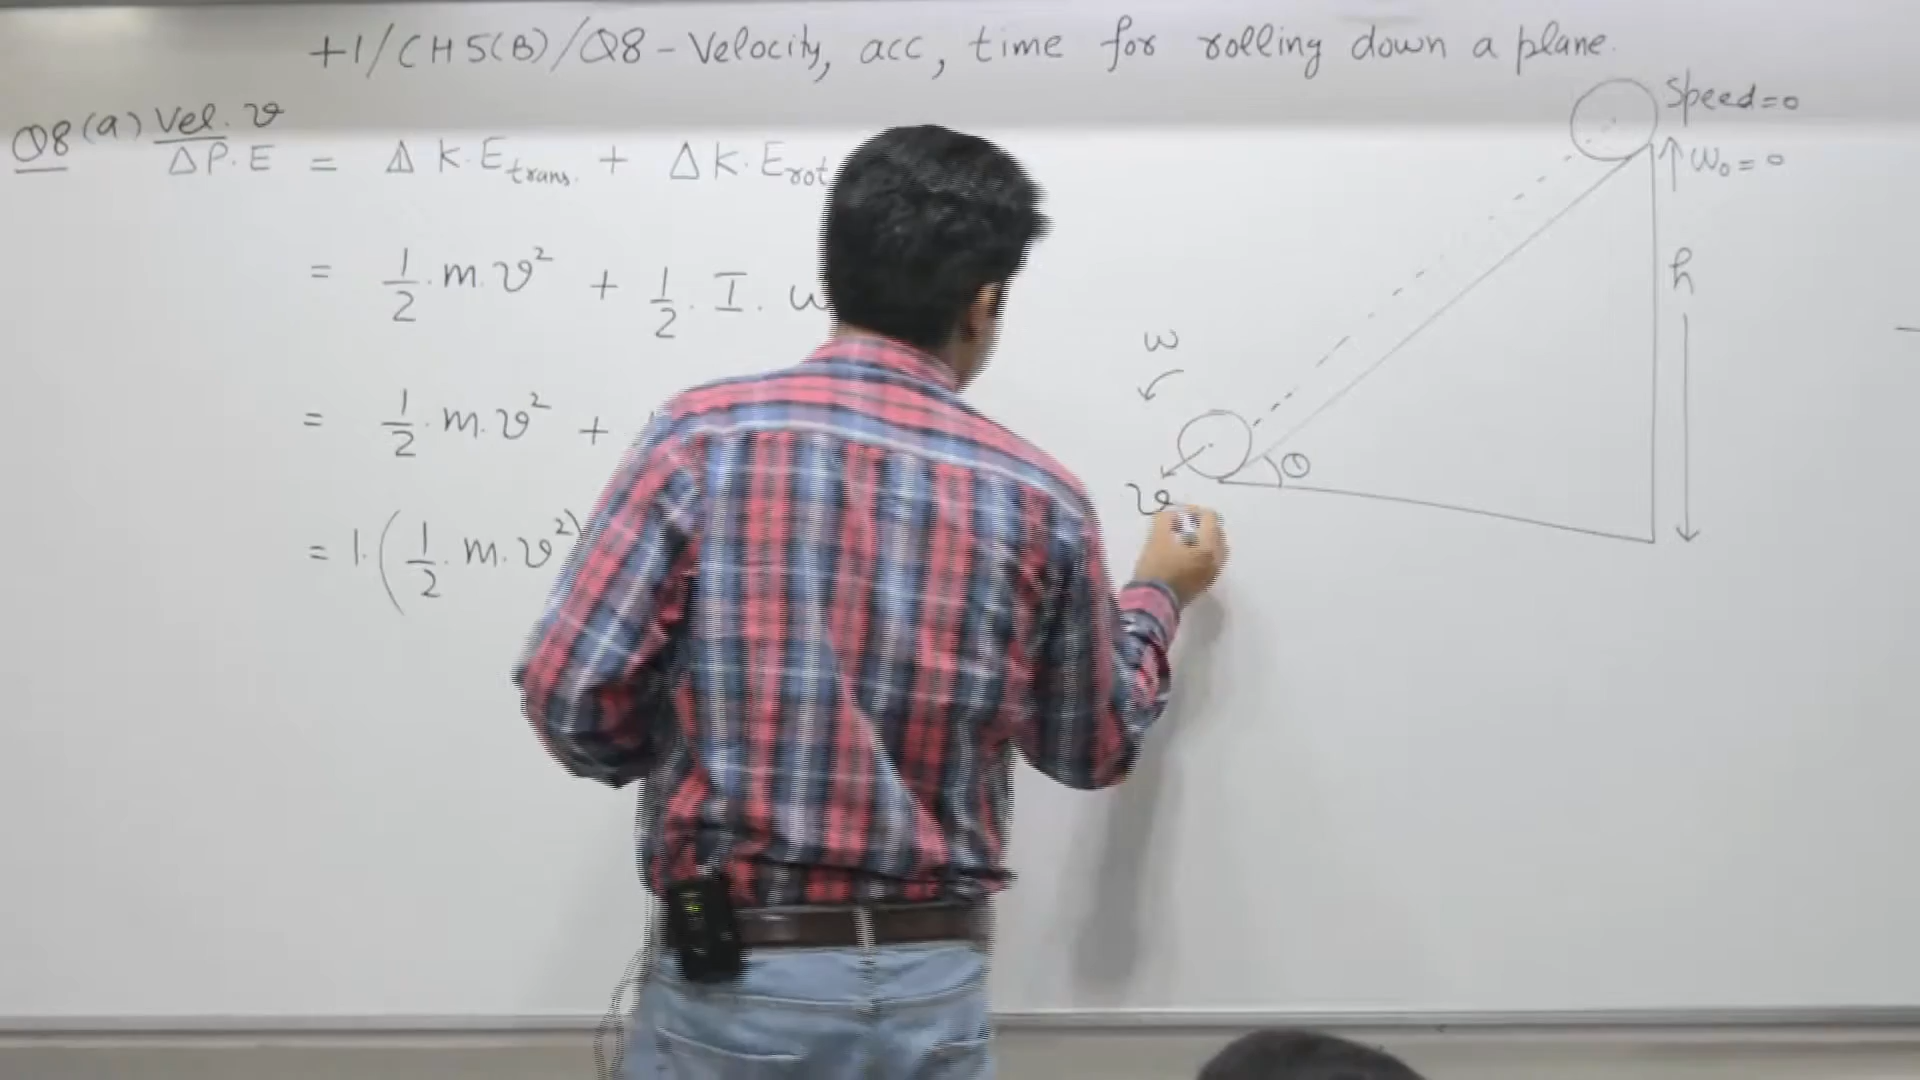 +1/CH5(B)/Q8 - Velocity, acc, time for rolling down a plane.
Q8 (a) Vel. v
ΔP.E = Δ K.E trans. + ΔK.E rot
= 1/2 . m. v² + 1/2 . I. ω
= 1/2 . m. v² +
= 1. (1/2 . m. v²)
Speed=0
ω₀=0
h
ω
θ
v